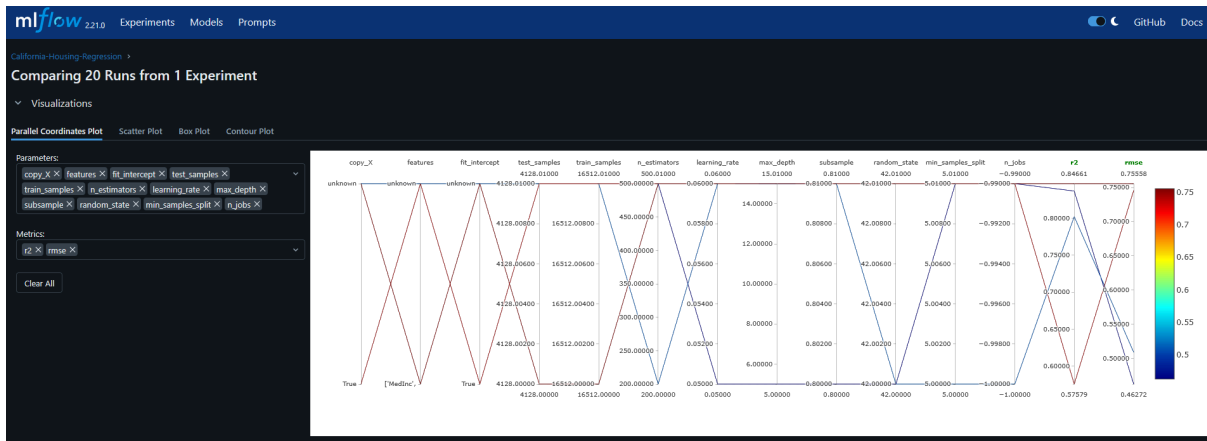 mlflow 2.21.0 Experiments Models Prompts GitHub Docs
California-Housing-Regression >
Comparing 20 Runs from 1 Experiment
Visualizations
Parallel Coordinates Plot Scatter Plot Box Plot Contour Plot
Parameters:
copy_X × features × fit_intercept × test_samples ×
train_samples × n_estimators × learning_rate × max_depth ×
subsample × random_state × min_samples_split × n_jobs ×
Metrics:
r2 × rmse ×
Clear All
copy_X features fit_intercept test_samples train_samples n_estimators learning_rate max_depth subsample random_state min_samples_split n_jobs r2 rmse
4128.01000 16512.01000 500.01000 0.06000 15.01000 0.81000 42.01000 5.01000 −0.99000 0.84661 0.75558
unknown unknown unknown 4128.01000 16512.01000 500.00000 0.06000 0.81000 42.01000 5.01000 −0.99000 0.75000
14.00000
450.00000
4128.00800 16512.00800 0.05800 0.80800 42.00800 5.00800 −0.99200 0.80000 0.70000
400.00000 12.00000
4128.00600 16512.00600 0.05600 0.80600 42.00600 5.00600 −0.99400 0.75000 0.65000
350.00000 10.00000
4128.00400 16512.00400 0.05400 0.80400 42.00400 5.00400 −0.99600 0.70000 0.60000
300.00000
8.00000 0.65000 0.55000
4128.00200 16512.00200 250.00000 0.05200 0.80200 42.00200 5.00200 −0.99800
6.00000 0.60000 0.50000
True ['MedInc', True 4128.00000 16512.00000 200.00000 0.05000 0.80000 42.00000 5.00000 −1.00000
4128.00000 16512.00000 200.00000 0.05000 5.00000 0.80000 42.00000 5.00000 −1.00000 0.57579 0.46272
0.75
0.7
0.65
0.6
0.55
0.5